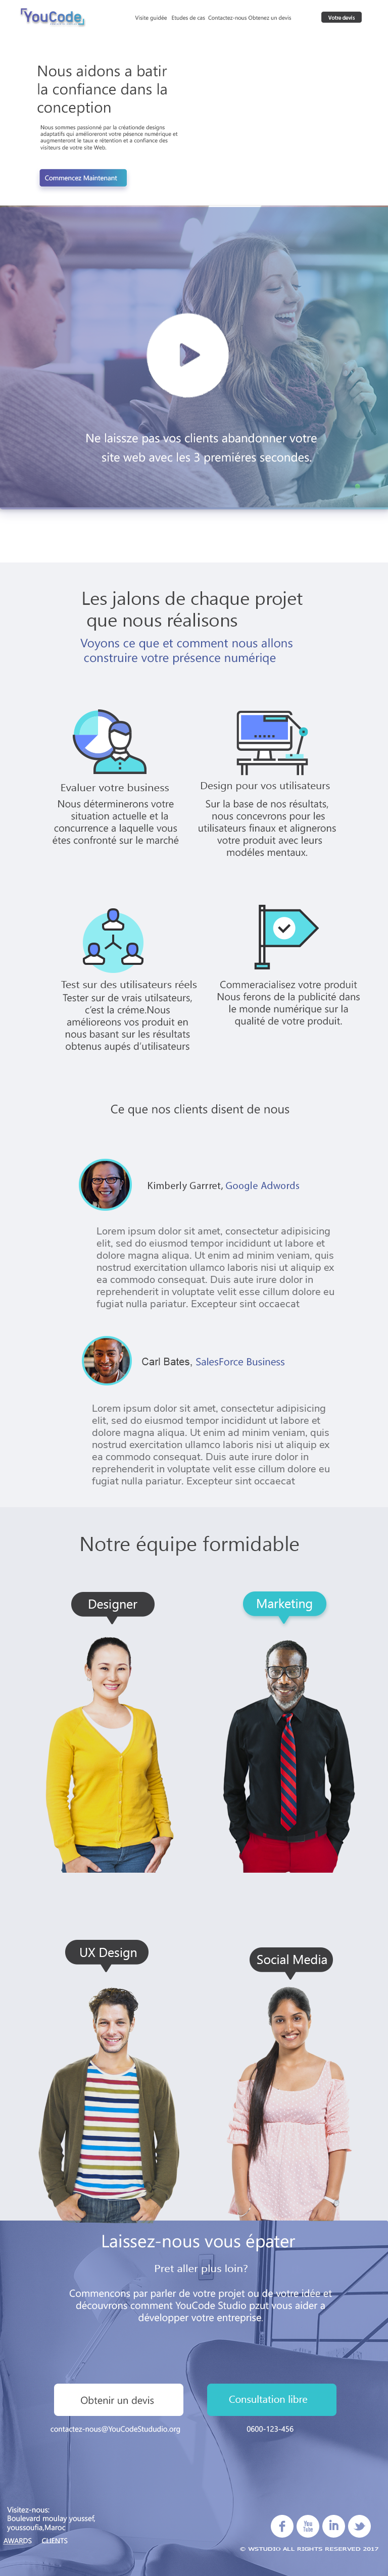 YouCode
Visite guidée Etudes de cas Contactez-nous Obtenez un devis
Votre devis
Nous aidons a batir
la confiance dans la
conception
Nous sommes passionné par la créationde designs
adaptatifs qui amélioreront votre présence numérique et
augmenteront le taux e rétention et a confiance des
visiteurs de votre site Web.
Commencez Maintenant
Ne laissze pas vos clients abandonner votre
site web avec les 3 premiéres secondes.
Les jalons de chaque projet
que nous réalisons
Voyons ce que et comment nous allons
construire votre présence numériqe
Evaluer votre business
Nous déterminerons votre
situation actuelle et la
concurrence a laquelle vous
étes confronté sur le marché
Design pour vos utilisateurs
Sur la base de nos résultats,
nous concevrons pour les
utilisateurs finaux et alignerons
votre produit avec leurs
modéles mentaux.
Test sur des utilisateurs réels
Tester sur de vrais utilsateurs,
c'est la créme.Nous
améliorerons vos produit en
nous basant sur les résultats
obtenus aupés d'utilisateurs
Commeracialisez votre produit
Nous ferons de la publicité dans
le monde numérique sur la
qualité de votre produit.
Ce que nos clients disent de nous
Kimberly Garrret, Google Adwords
Lorem ipsum dolor sit amet, consectetur adipisicing
elit, sed do eiusmod tempor incididunt ut labore et
dolore magna aliqua. Ut enim ad minim veniam, quis
nostrud exercitation ullamco laboris nisi ut aliquip ex
ea commodo consequat. Duis aute irure dolor in
reprehenderit in voluptate velit esse cillum dolore eu
fugiat nulla pariatur. Excepteur sint occaecat
Carl Bates, SalesForce Business
Lorem ipsum dolor sit amet, consectetur adipisicing
elit, sed do eiusmod tempor incididunt ut labore et
dolore magna aliqua. Ut enim ad minim veniam, quis
nostrud exercitation ullamco laboris nisi ut aliquip ex
ea commodo consequat. Duis aute irure dolor in
reprehenderit in voluptate velit esse cillum dolore eu
fugiat nulla pariatur. Excepteur sint occaecat
Notre équipe formidable
Designer
Marketing
UX Design
Social Media
Laissez-nous vous épater
Pret aller plus loin?
Commencons par parler de votre projet ou de votre idée et
découvrons comment YouCode Studio pzut vous aider a
développer votre entreprise
Obtenir un devis
Consultation libre
contactez-nous@YouCodeStududio.org
0600-123-456
Visitez-nous:
Boulevard moulay youssef,
youssoufia,Maroc
AWARDS CLIENTS
You Tube
in
© WSTUDIO ALL RIGHTS RESERVED 2017